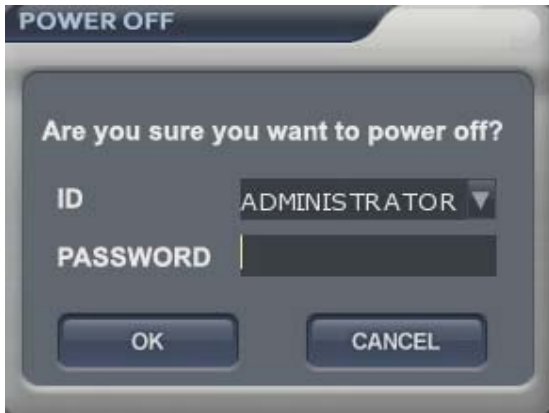 POWER OFF
Are you sure you want to power off?
ID ADMINISTRATOR
PASSWORD
OK CANCEL